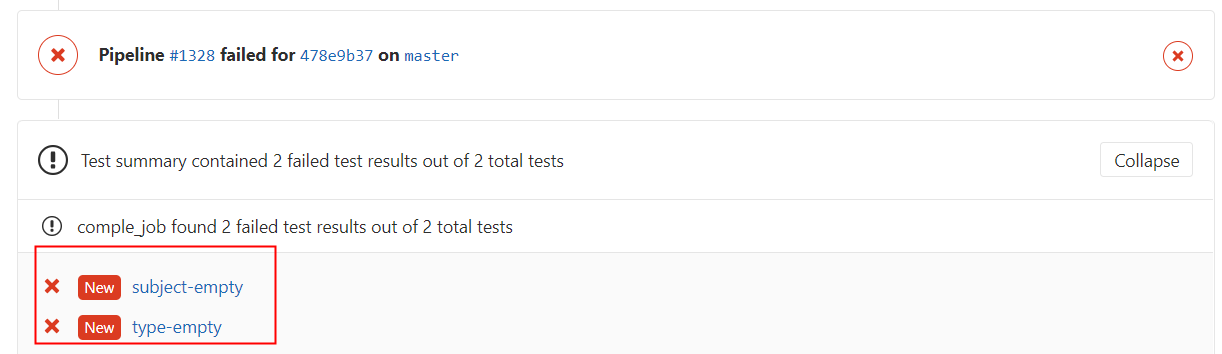 Pipeline #1328 failed for 478e9b37 on master
Test summary contained 2 failed test results out of 2 total tests
Collapse
comple_job found 2 failed test results out of 2 total tests
New subject-empty
New type-empty